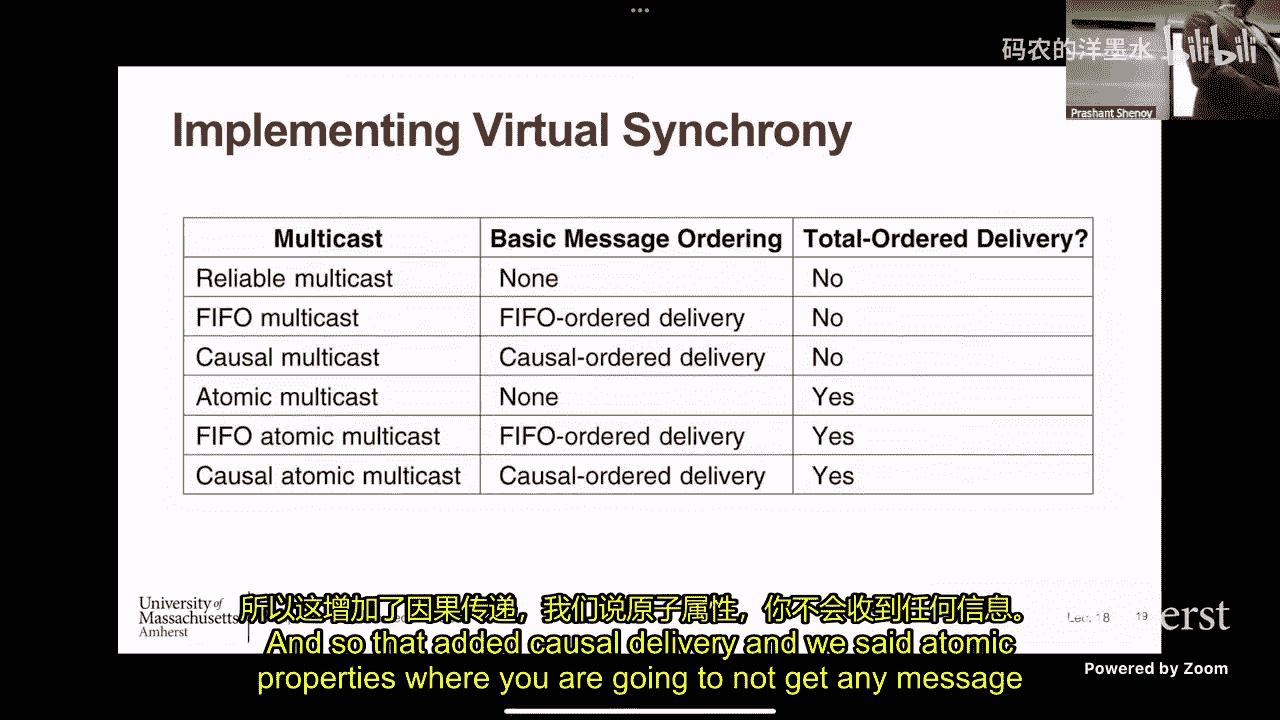 码农的洋墨水
bilibili
Prashant Shenoy
Implementing Virtual Synchrony
Multicast Basic Message Ordering Total-Ordered Delivery?
Reliable multicast None No
FIFO multicast FIFO-ordered delivery No
Causal multicast Causal-ordered delivery No
Atomic multicast None Yes
FIFO atomic multicast FIFO-ordered delivery Yes
Causal atomic multicast Causal-ordered delivery Yes
University of
Massachusetts
Amherst
Lec. 18 19
erst
所以这增加了因果传递，我们说原子属性，你不会收到任何信息。
And so that added causal delivery and we said atomic
properties where you are going to not get any message
Powered by Zoom